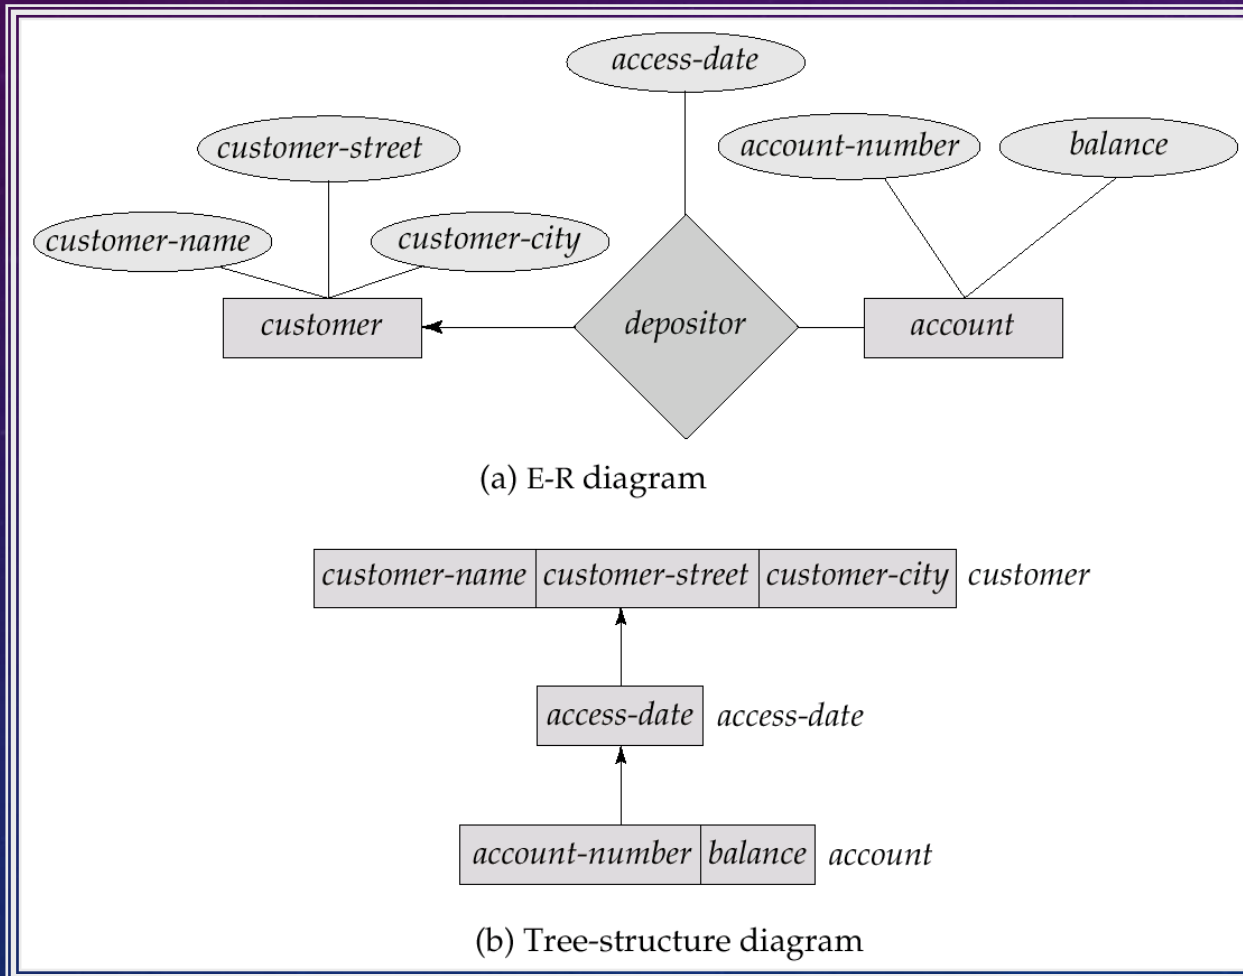 access-date
customer-street
account-number
balance
customer-name
customer-city
customer
depositor
account
(a) E-R diagram
customer-name customer-street customer-city customer
access-date access-date
account-number balance account
(b) Tree-structure diagram